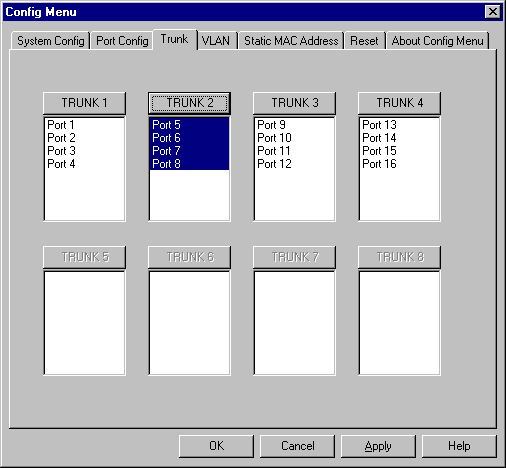 Config Menu
System Config Port Config Trunk VLAN Static MAC Address Reset About Config Menu
TRUNK 1 TRUNK 2 TRUNK 3 TRUNK 4
Port 1 Port 5 Port 9 Port 13
Port 2 Port 6 Port 10 Port 14
Port 3 Port 7 Port 11 Port 15
Port 4 Port 8 Port 12 Port 16
TRUNK 5 TRUNK 6 TRUNK 7 TRUNK 8
OK Cancel Apply Help